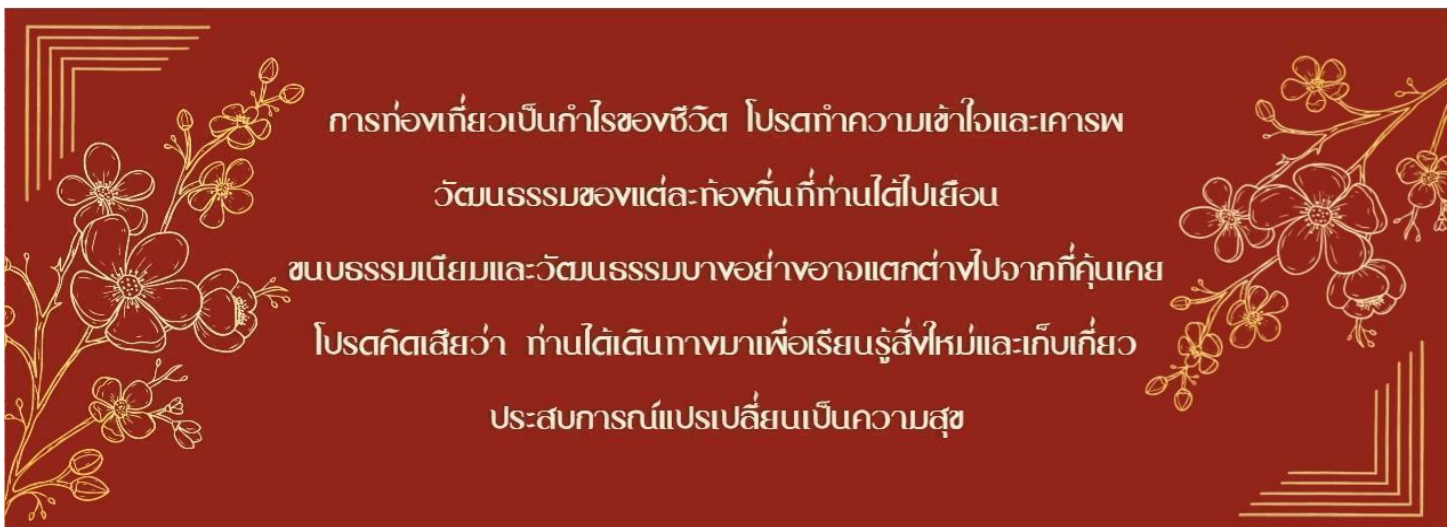 การท่องเที่ยวเป็นกำไรของชีวิต โปรดทำความเข้าใจและเคารพ
วัฒนธรรมของแต่ละท้องถิ่นที่ท่านได้ไปเยือน
ขนบธรรมเนียมและวัฒนธรรมบางอย่างอาจแตกต่างไปจากที่คุ้นเคย
โปรดคิดเสียว่า ท่านได้เดินทางมาเพื่อเรียนรู้สิ่งใหม่และเก็บเกี่ยว
ประสบการณ์แปรเปลี่ยนเป็นความสุข